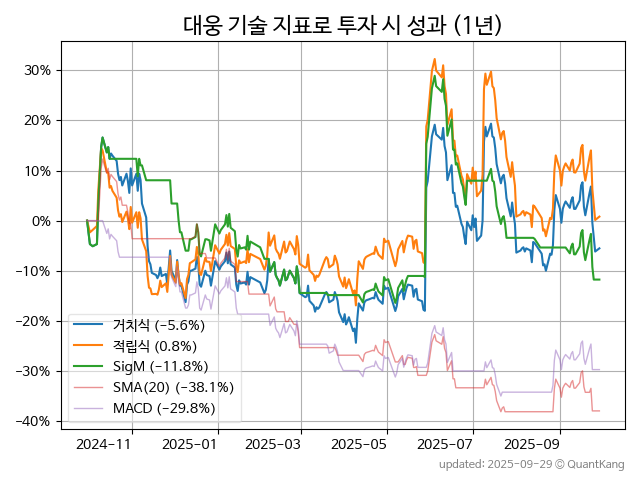 대웅 기술 지표로 투자 시 성과 (1년)
30%
20%
10%
0%
−10%
−20%
−30%
−40%
거치식 (−5.6%)
적립식 (0.8%)
SigM (−11.8%)
SMA(20) (−38.1%)
MACD (−29.8%)
2024-11 2025-01 2025-03 2025-05 2025-07 2025-09
updated: 2025-09-29 © QuantKang